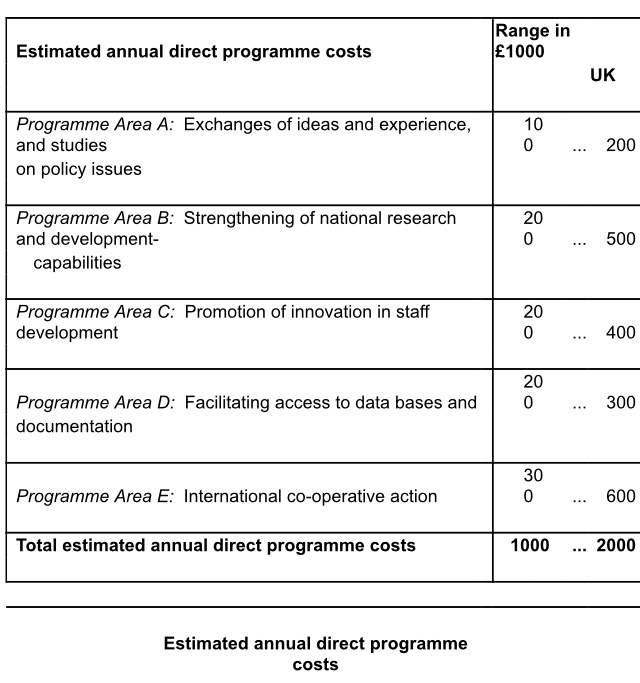 Estimated annual direct programme costs
Range in
£1000
UK
Programme Area A: Exchanges of ideas and experience,
and studies
on policy issues
10
0 ... 200
Programme Area B: Strengthening of national research
and development-
capabilities
20
0 ... 500
Programme Area C: Promotion of innovation in staff
development
20
0 ... 400
Programme Area D: Facilitating access to data bases and
documentation
20
0 ... 300
Programme Area E: International co-operative action
30
0 ... 600
Total estimated annual direct programme costs 1000 ... 2000
Estimated annual direct programme
costs